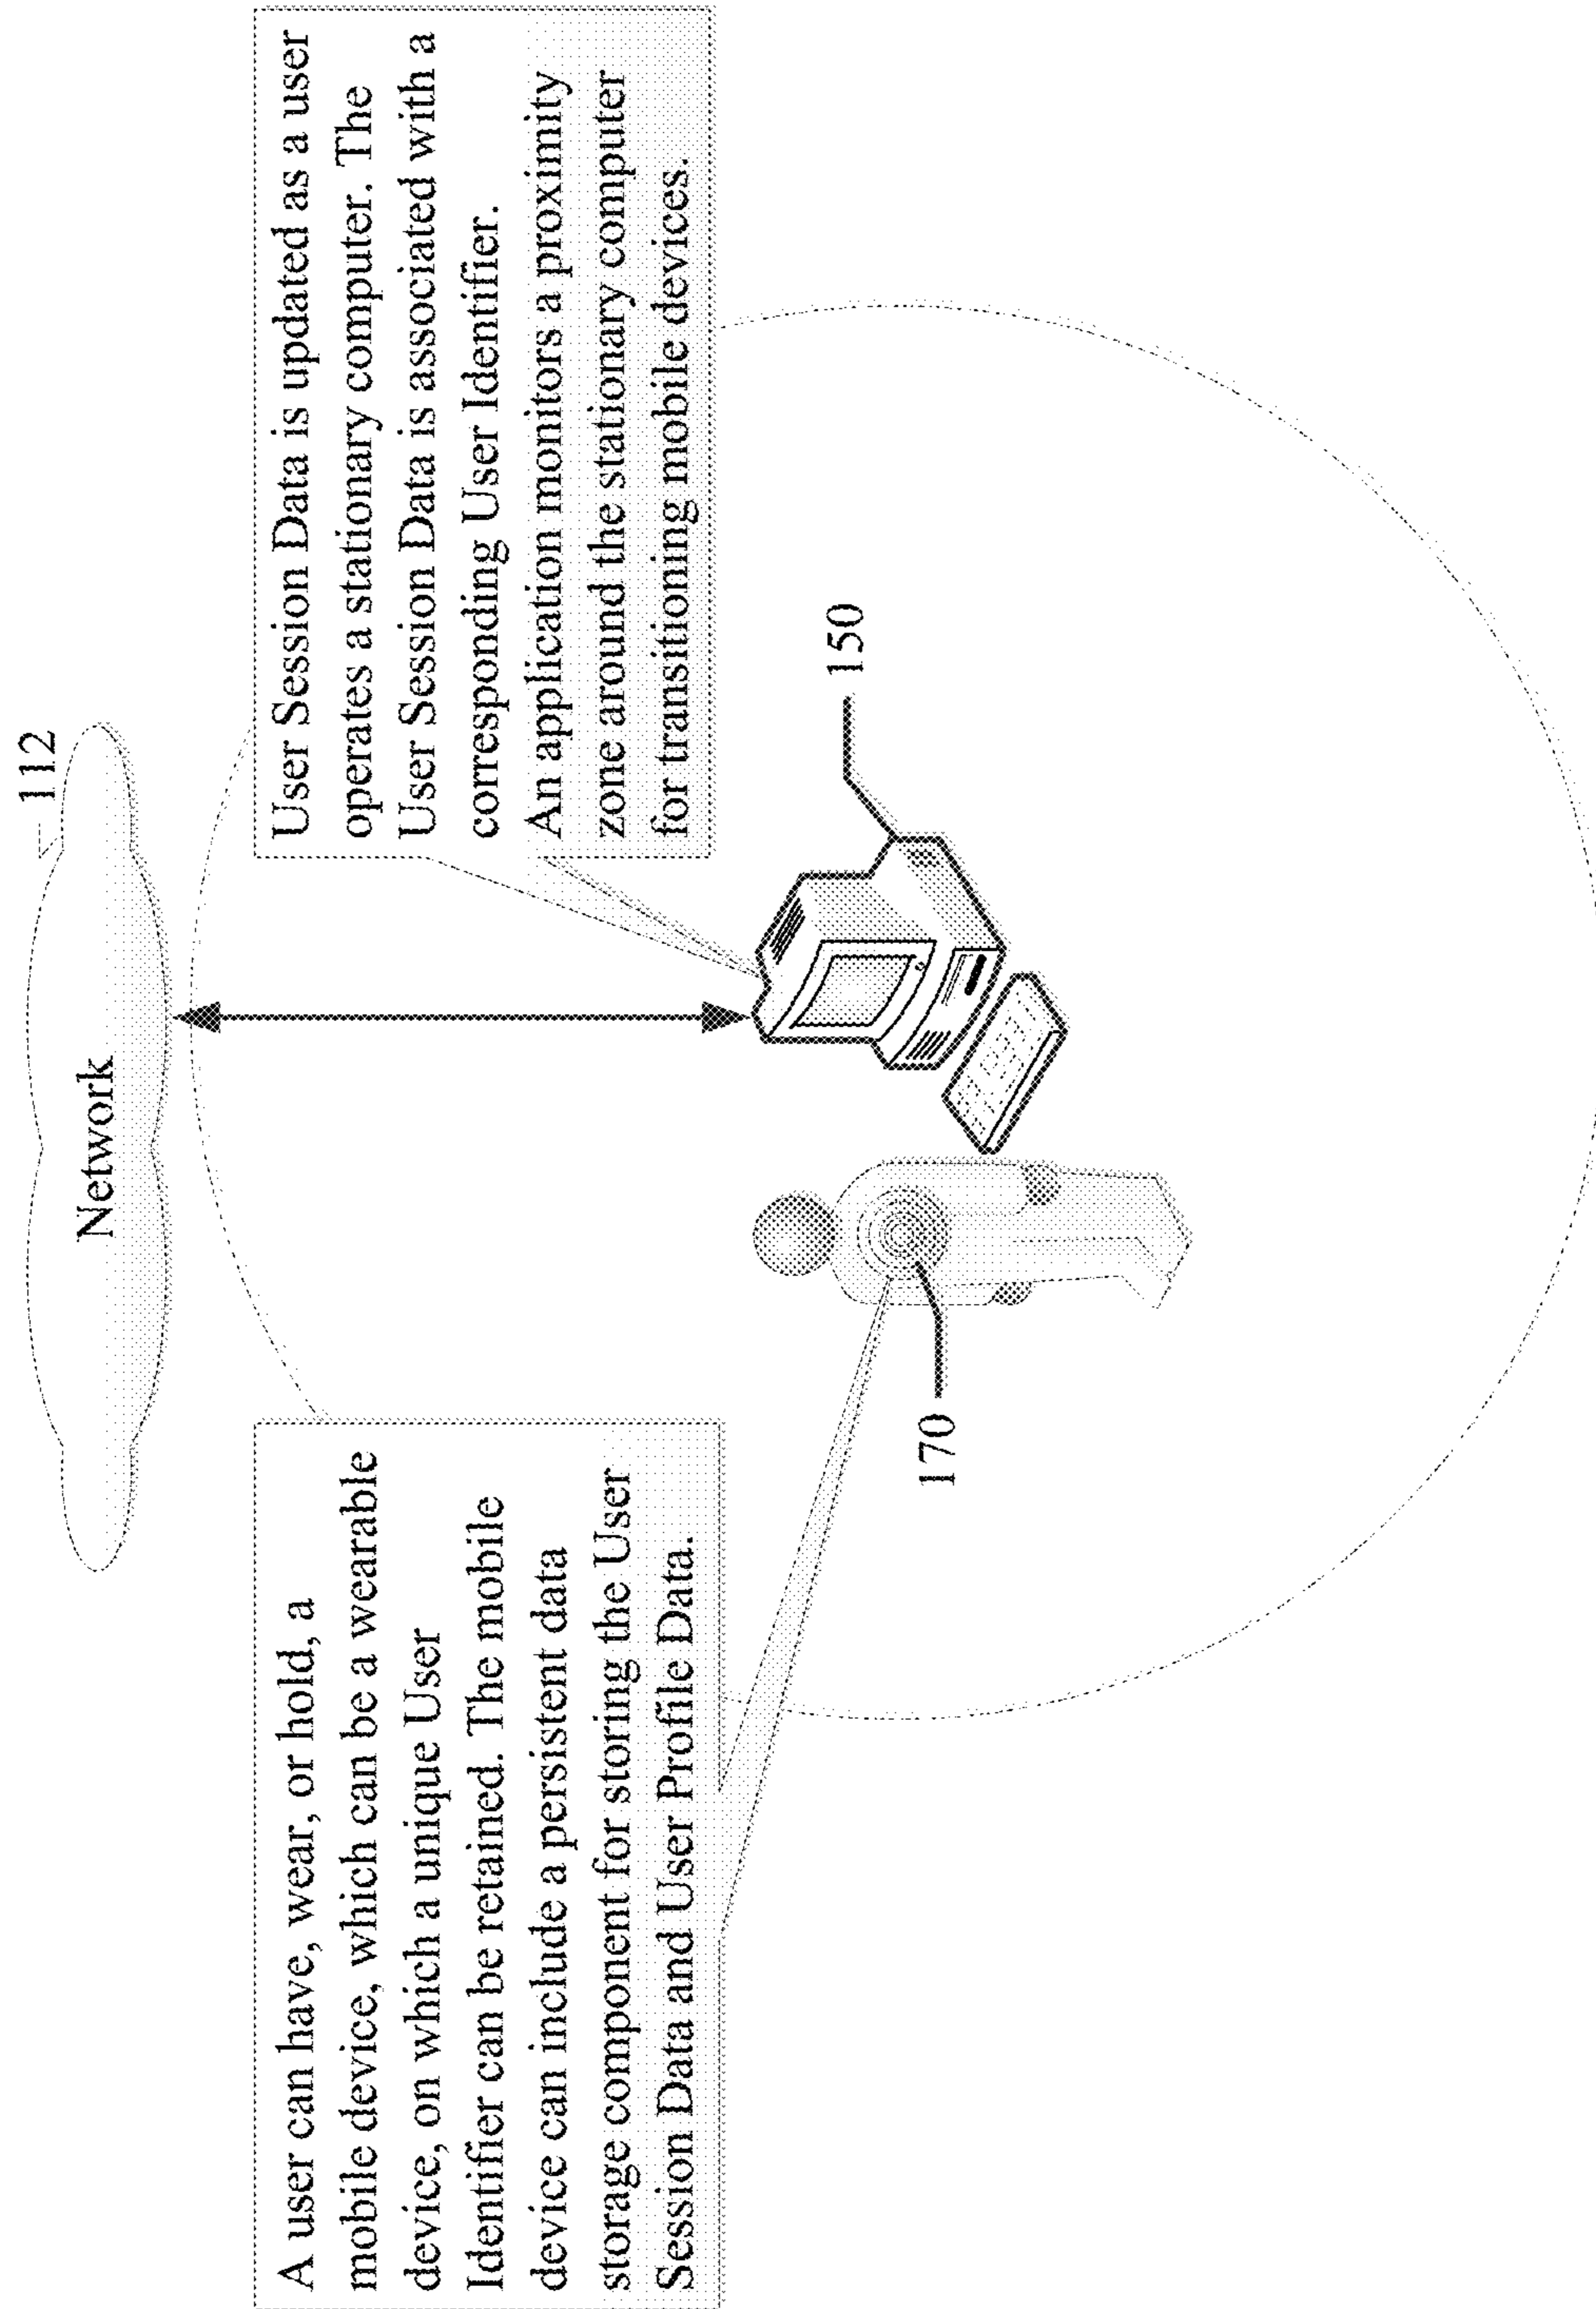 112
Network
A user can have, wear, or hold, a
mobile device, which can be a wearable
device, on which a unique User
Identifier can be retained. The mobile
device can include a persistent data
storage component for storing the User
Session Data and User Profile Data.
User Session Data is updated as a user
operates a stationary computer. The
User Session Data is associated with a
corresponding User Identifier.
An application monitors a proximity
zone around the stationary computer
for transitioning mobile devices.
150
170